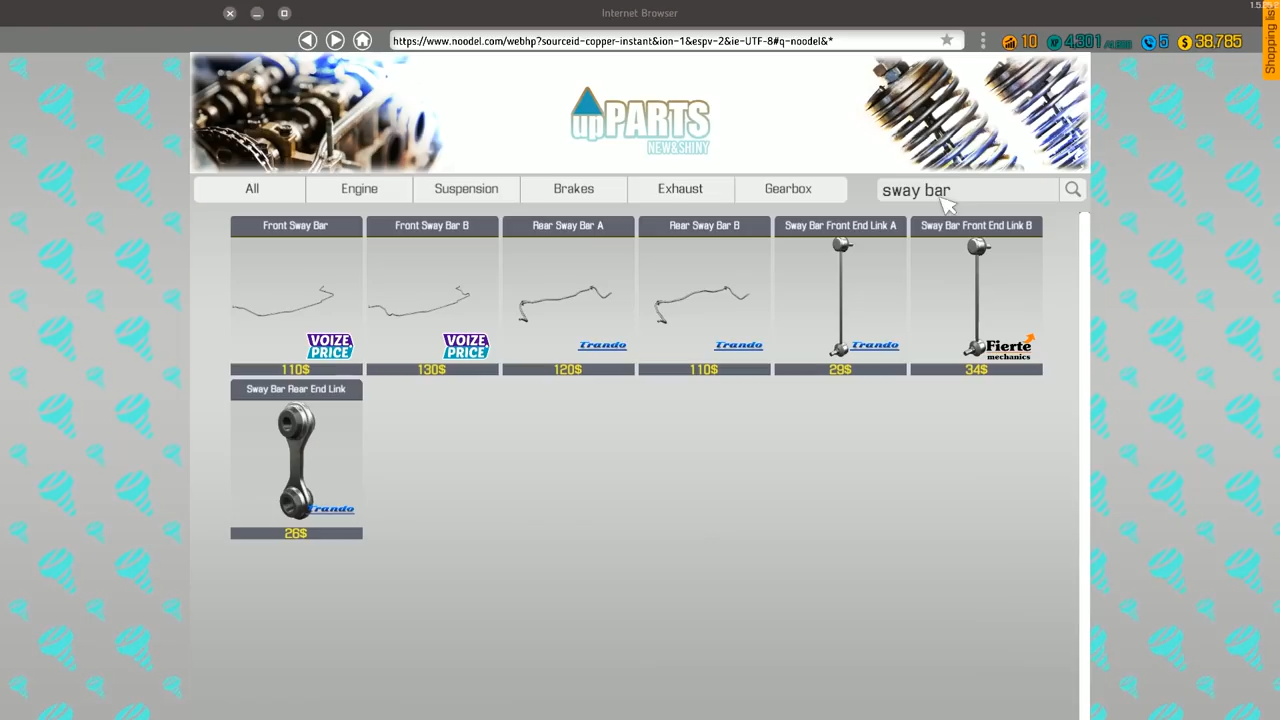 1.5.25
Internet Browser
https://www.noodel.com/webhp?sourceid-copper-instant&ion-1&espv-2&ie-UTF-8#q-noodel&*
10
XP 4,301
5
$ 38,785
Shopping list
upPARTS
NEW&SHINY
All
Engine
Suspension
Brakes
Exhaust
Gearbox
sway bar
Front Sway Bar
Front Sway Bar B
Rear Sway Bar A
Rear Sway Bar B
Sway Bar Front End Link A
Sway Bar Front End Link B
VOIZE PRICE
VOIZE PRICE
Trando
Trando
Trando
Fierte mechanics
110$
130$
120$
110$
29$
34$
Sway Bar Rear End Link
Trando
26$